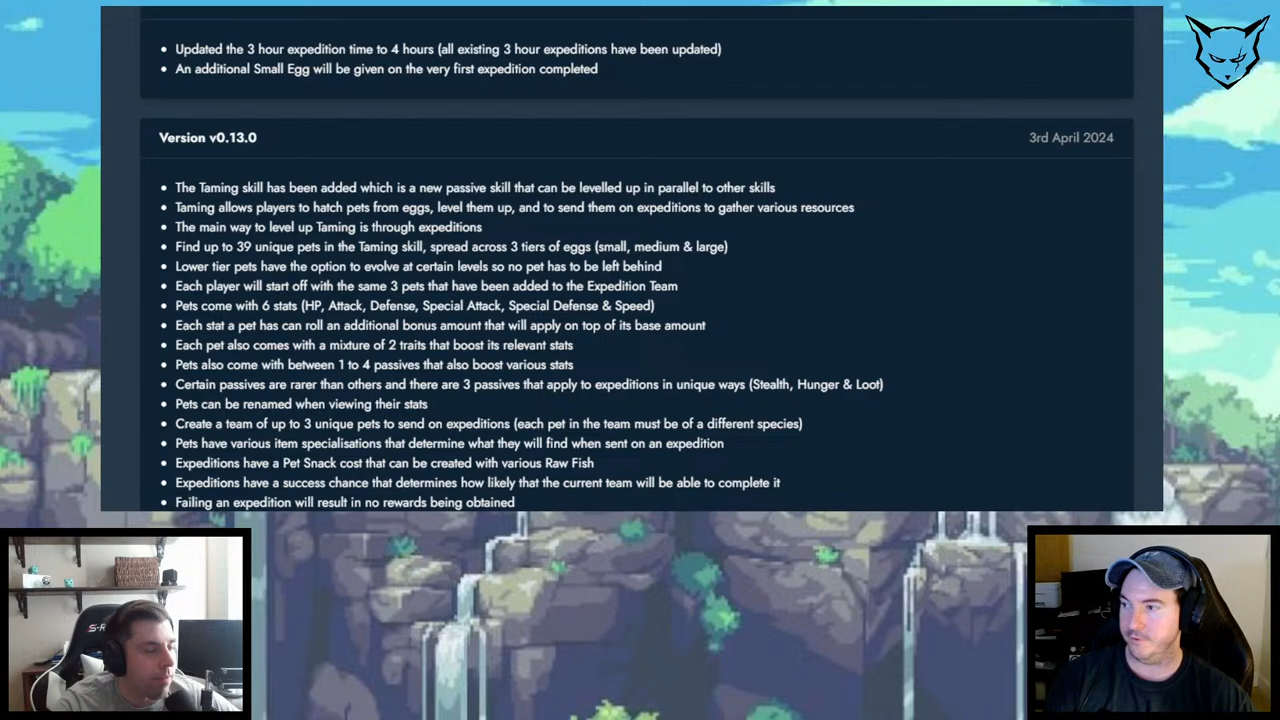 Updated the 3 hour expedition time to 4 hours (all existing 3 hour expeditions have been updated)
An additional Small Egg will be given on the very first expedition completed
Version v0.13.0
3rd April 2024
The Taming skill has been added which is a new passive skill that can be levelled up in parallel to other skills
Taming allows players to hatch pets from eggs, level them up, and to send them on expeditions to gather various resources
The main way to level up Taming is through expeditions
Find up to 39 unique pets in the Taming skill, spread across 3 tiers of eggs (small, medium & large)
Lower tier pets have the option to evolve at certain levels so no pet has to be left behind
Each player will start off with the same 3 pets that have been added to the Expedition Team
Pets come with 6 stats (HP, Attack, Defense, Special Attack, Special Defense & Speed)
Each stat a pet has can roll an additional bonus amount that will apply on top of its base amount
Each pet also comes with a mixture of 2 traits that boost its relevant stats
Pets also come with between 1 to 4 passives that also boost various stats
Certain passives are rarer than others and there are 3 passives that apply to expeditions in unique ways (Stealth, Hunger & Loot)
Pets can be renamed when viewing their stats
Create a team of up to 3 unique pets to send on expeditions (each pet in the team must be of a different species)
Pets have various item specialisations that determine what they will find when sent on an expedition
Expeditions have a Pet Snack cost that can be created with various Raw Fish
Expeditions have a success chance that determines how likely that the current team will be able to complete it
Failing an expedition will result in no rewards being obtained